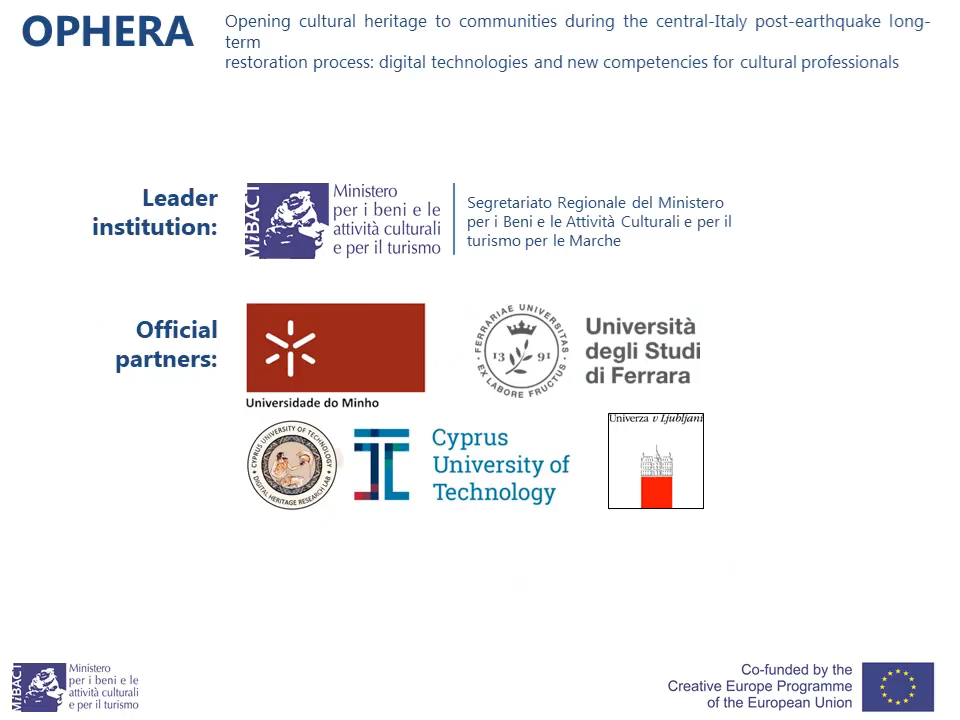 OPHERA
Opening cultural heritage to communities during the central-Italy post-earthquake long-
term
restoration process: digital technologies and new competencies for cultural professionals
Leader
institution:
MiBACT
Ministero
per i beni e le
attività culturali
e per il turismo
Segretariato Regionale del Ministero
per i Beni e le Attività Culturali e per il
turismo per le Marche
Official
partners:
Universidade do Minho
FERRARIAE UNIVERSITAS
EX LABORE FRUCTUS
1391
Università
degli Studi
di Ferrara
CYPRUS UNIVERSITY OF TECHNOLOGY
DIGITAL HERITAGE RESEARCH LAB
Cyprus
University of
Technology
Univerza v Ljubljani
MiBACT
Ministero
per i beni e le
attività culturali
e per il turismo
Co-funded by the
Creative Europe Programme
of the European Union